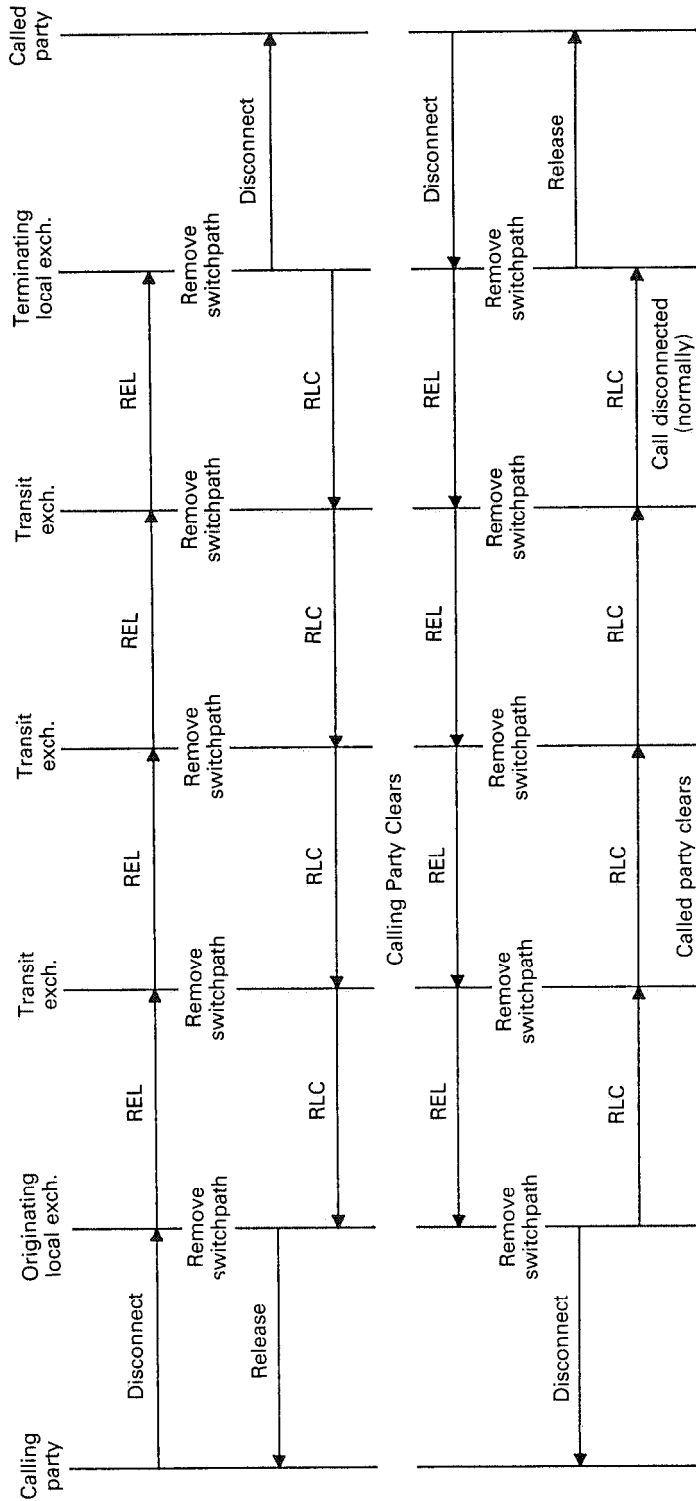 Calling
party
Originating
local exch.
Transit
exch.
Transit
exch.
Transit
exch.
Terminating
local exch.
Called
party
Disconnect
REL
REL
REL
REL
Remove
switchpath
Remove
switchpath
Remove
switchpath
Remove
switchpath
Remove
switchpath
Release
Disconnect
RLC
RLC
RLC
RLC
Calling Party Clears
REL
REL
REL
REL
Disconnect
Remove
switchpath
Remove
switchpath
Remove
switchpath
Remove
switchpath
Remove
switchpath
Disconnect
Release
RLC
RLC
RLC
RLC
Called party clears
Call disconnected
(normally)